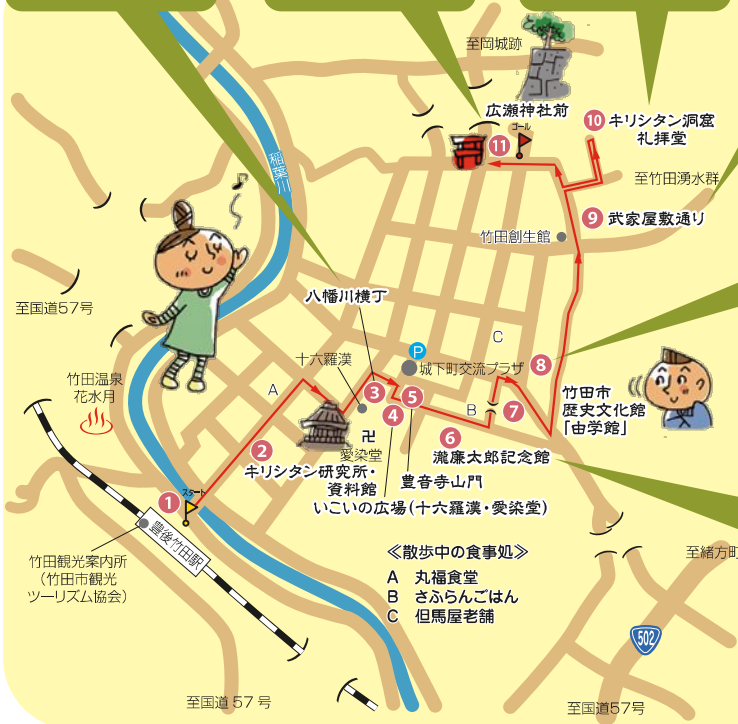 至岡城跡
広瀬神社前
ゴール
11
10
キリシタン洞窟
礼拝堂
稲葉川
至竹田湧水群
9
武家屋敷通り
竹田創生館
八幡川横丁
至国道57号
P
C
城下町交流プラザ
十六羅漢
8
竹田温泉
花水月
A
3
5
4
B
7
竹田市
歴史文化館
「由学館」
卍
愛染堂
6
瀧廉太郎記念館
2
キリシタン研究所・
資料館
豊音寺山門
いこいの広場(十六羅漢・愛染堂)
1
スタート
豊後竹田駅
竹田観光案内所
(竹田市観光
ツーリズム協会)
≪散歩中の食事処≫
A 丸福食堂
B さふらんごはん
C 但馬屋老舗
至緒方町
502
至国道57号
至国道57号